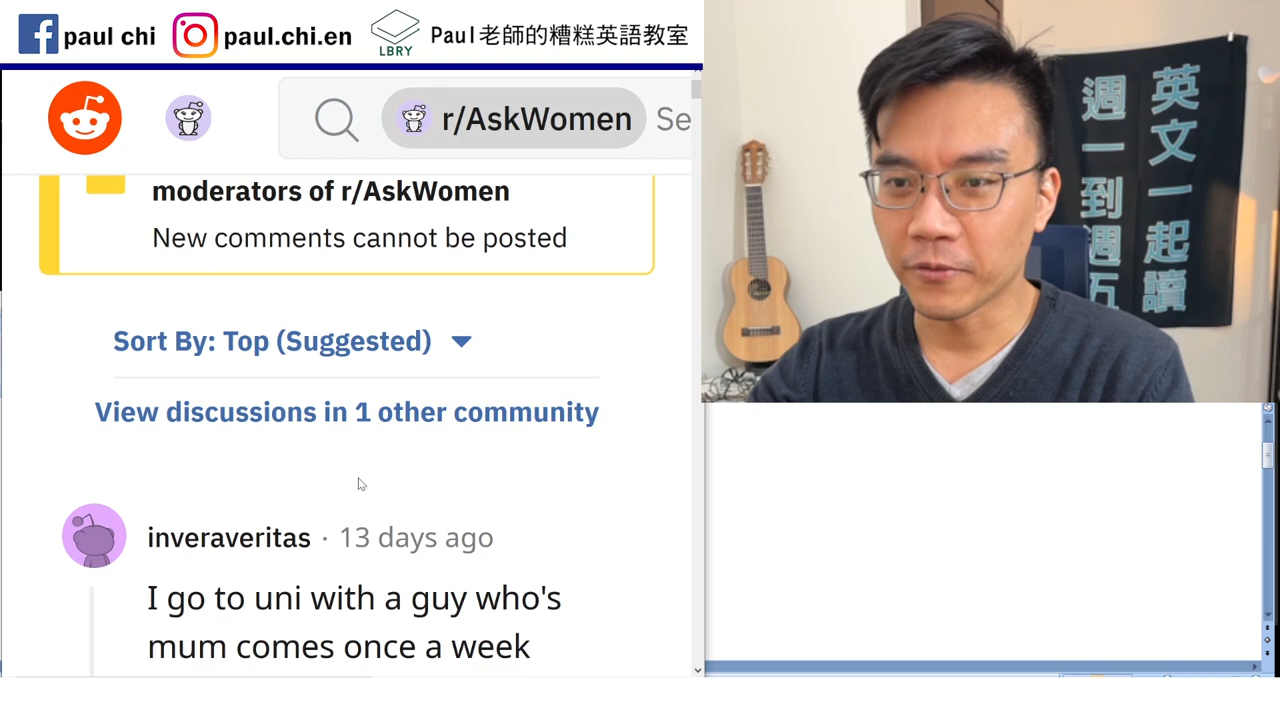 paul chi
paul.chi.en
LBRY
Paul老師的糟糕英語教室
r/AskWomen
Se
moderators of r/AskWomen
New comments cannot be posted
Sort By: Top (Suggested)
View discussions in 1 other community
inveraveritas · 13 days ago
I go to uni with a guy who's
mum comes once a week
英文一起讀
週一到週五